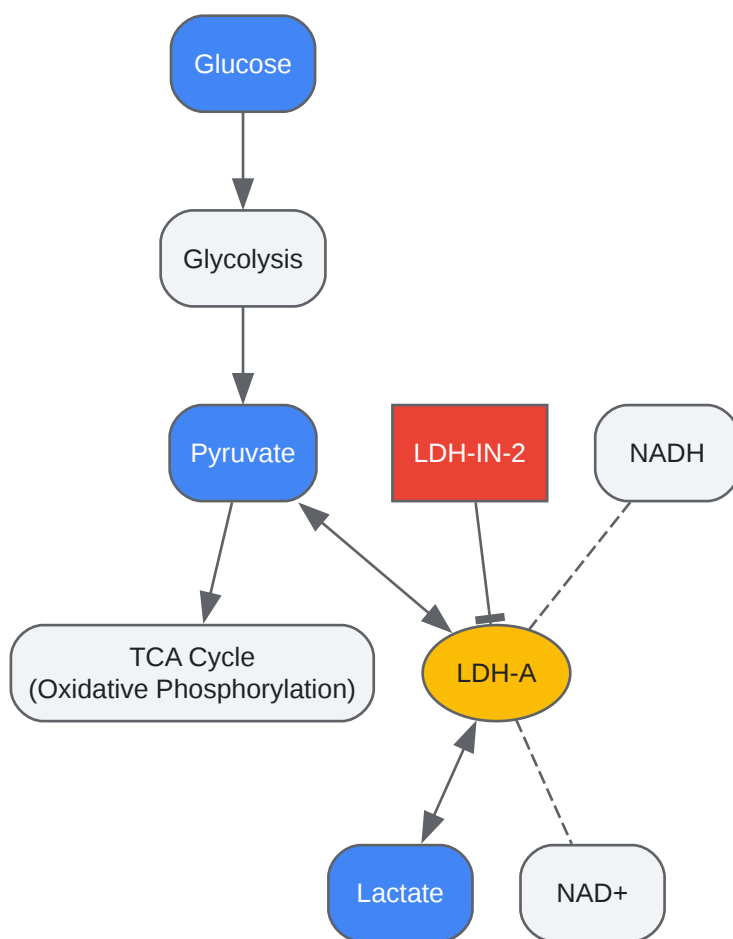 Glucose
Glycolysis
Pyruvate
LDH-IN-2
NADH
TCA Cycle
(Oxidative Phosphorylation)
LDH-A
Lactate
NAD+